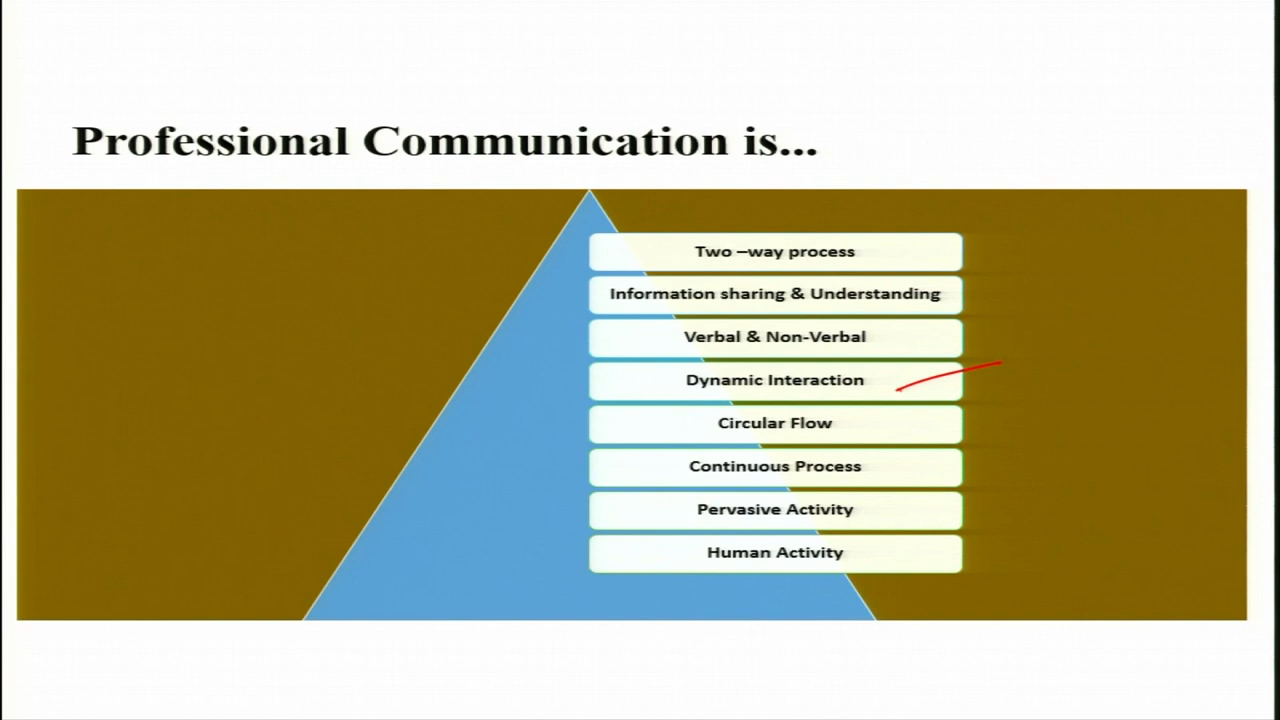 Professional Communication is...
Two –way process
Information sharing & Understanding
Verbal & Non-Verbal
Dynamic Interaction
Circular Flow
Continuous Process
Pervasive Activity
Human Activity